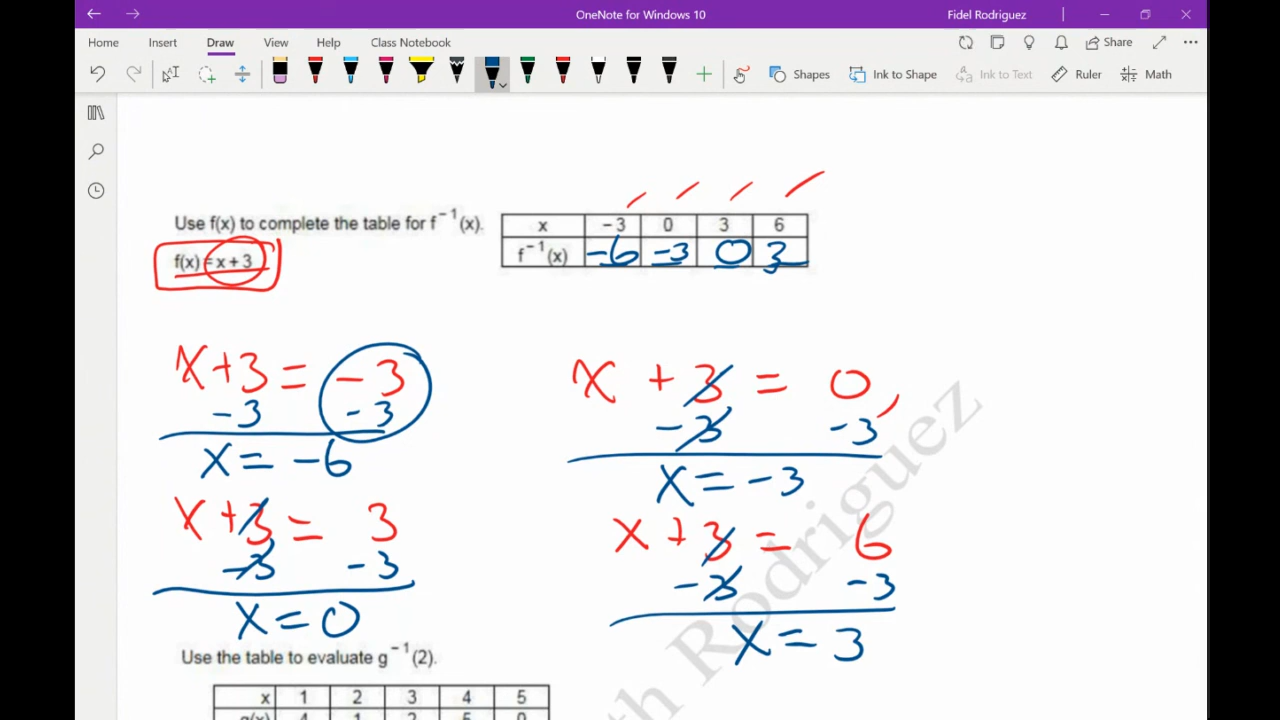 OneNote for Windows 10
Fidel Rodriguez
Home Insert Draw View Help Class Notebook
Share
Shapes Ink to Shape Ink to Text Ruler Math
Use f(x) to complete the table for f⁻¹(x).
f(x) = x + 3
x −3 0 3 6
f⁻¹(x) -6 -3 0 3
x+3 = -3
-3 -3
x = -6
x + 3 = 0,
-3 -3
x = -3
x+3 = 3
-3 -3
x = 0
x + 3 = 6
-3 -3
x = 3
Rodriguez
Use the table to evaluate g⁻¹(2).
x 1 2 3 4 5